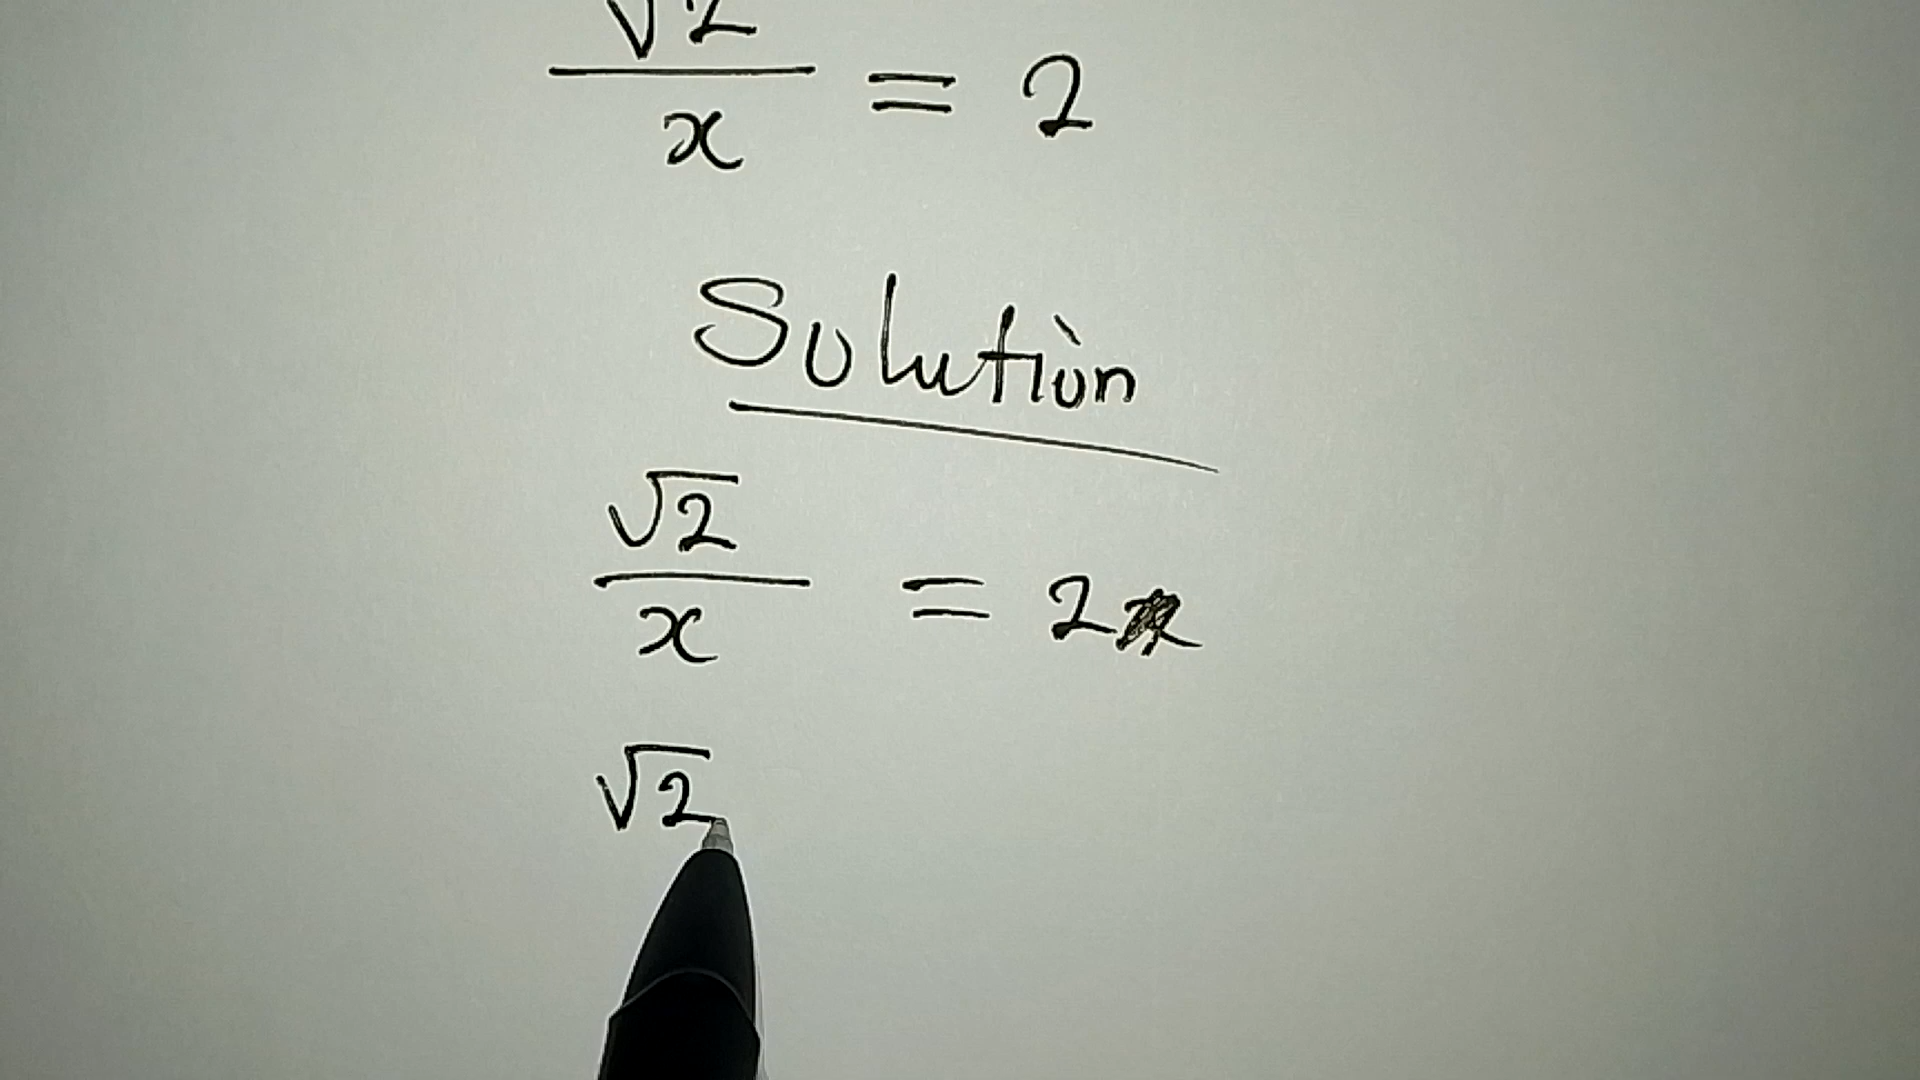 √2/x = 2
Solution
√2/x = 2
√2